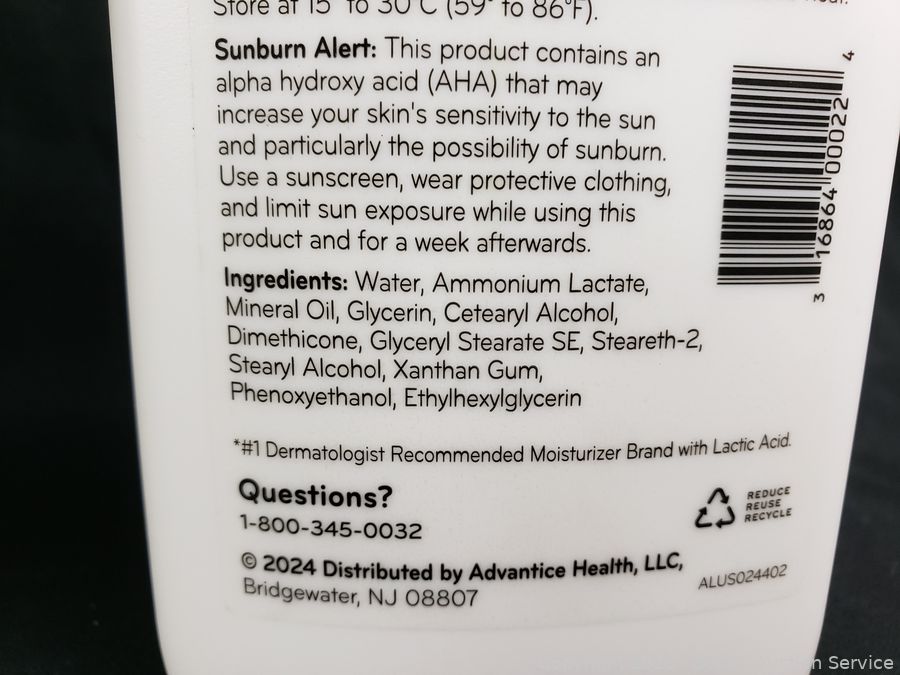 Store at 15° to 30°C (59° to 86°F).
Sunburn Alert: This product contains an
alpha hydroxy acid (AHA) that may
increase your skin's sensitivity to the sun
and particularly the possibility of sunburn.
Use a sunscreen, wear protective clothing,
and limit sun exposure while using this
product and for a week afterwards.
Ingredients: Water, Ammonium Lactate,
Mineral Oil, Glycerin, Cetearyl Alcohol,
Dimethicone, Glyceryl Stearate SE, Steareth-2,
Stearyl Alcohol, Xanthan Gum,
Phenoxyethanol, Ethylhexylglycerin
*#1 Dermatologist Recommended Moisturizer Brand with Lactic Acid.
Questions?
1-800-345-0032
© 2024 Distributed by Advantice Health, LLC,
Bridgewater, NJ 08807
3 16864 00022 4
REDUCE
REUSE
RECYCLE
ALUS024402
Service